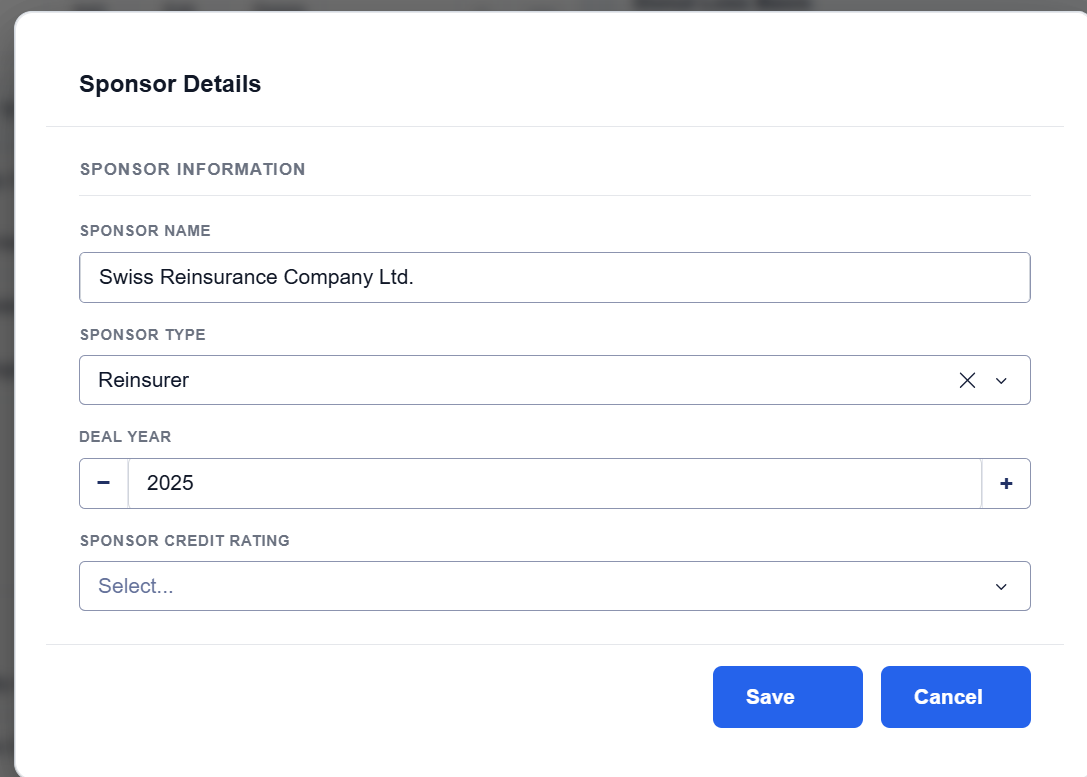 Sponsor Details
SPONSOR INFORMATION
SPONSOR NAME
Swiss Reinsurance Company Ltd.
SPONSOR TYPE
Reinsurer
DEAL YEAR
− 2025 +
SPONSOR CREDIT RATING
Select...
Save Cancel